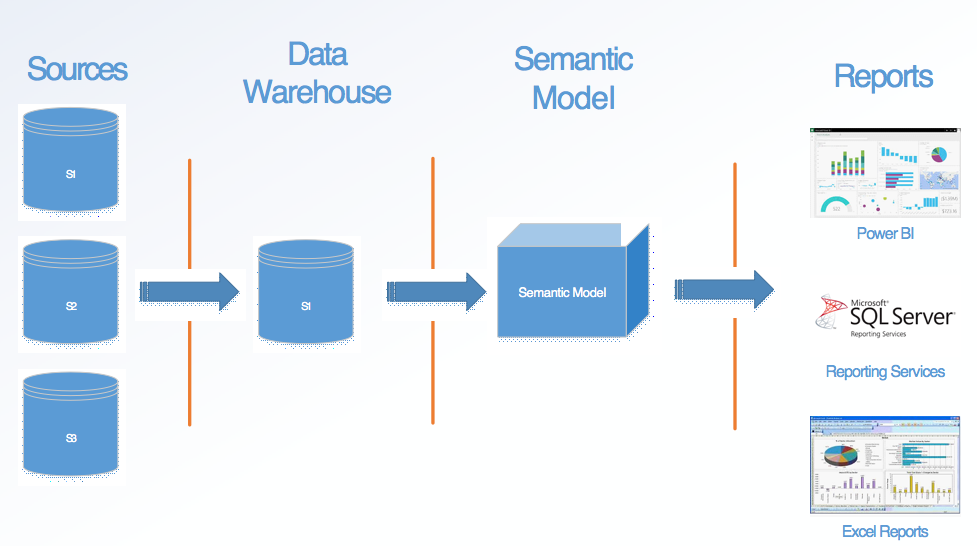 Sources
Data
Warehouse
Semantic
Model
Reports
S1
S2
S3
S1
Semantic Model
Power BI
Microsoft®
SQL Server®
Reporting Services
Reporting Services
Excel Reports